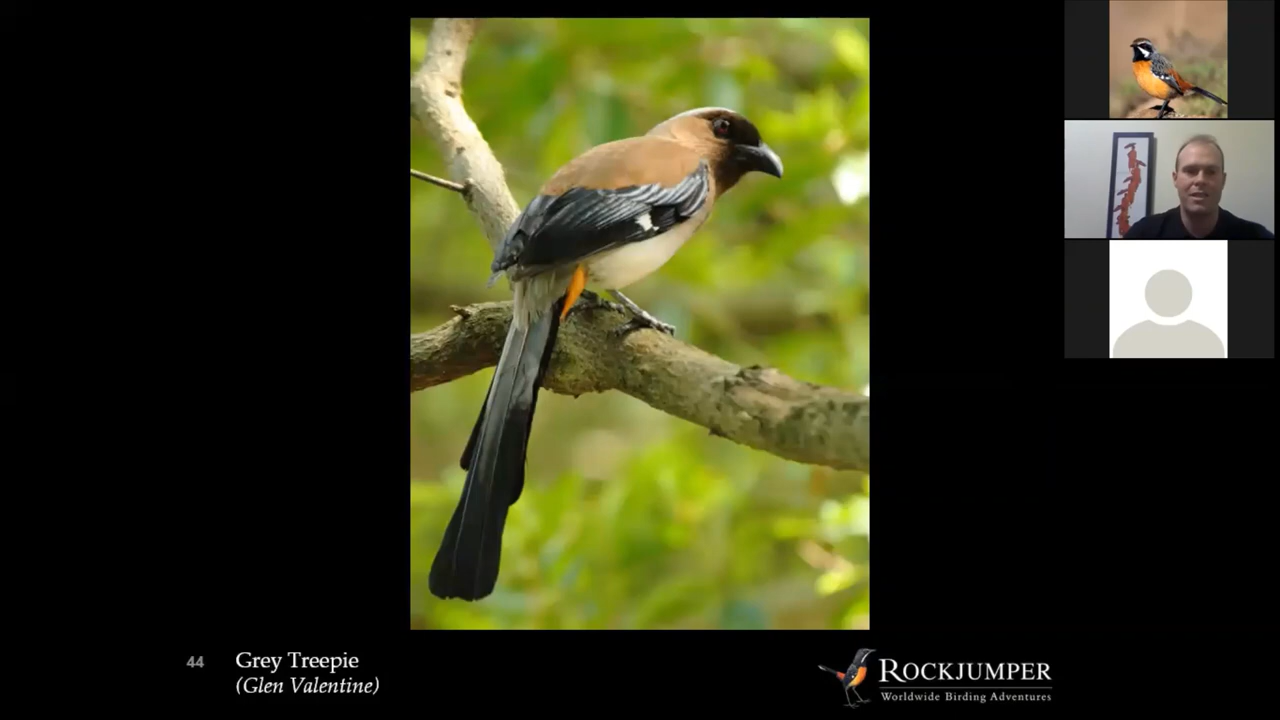 44
Grey Treepie
(Glen Valentine)
ROCKJUMPER
Worldwide Birding Adventures